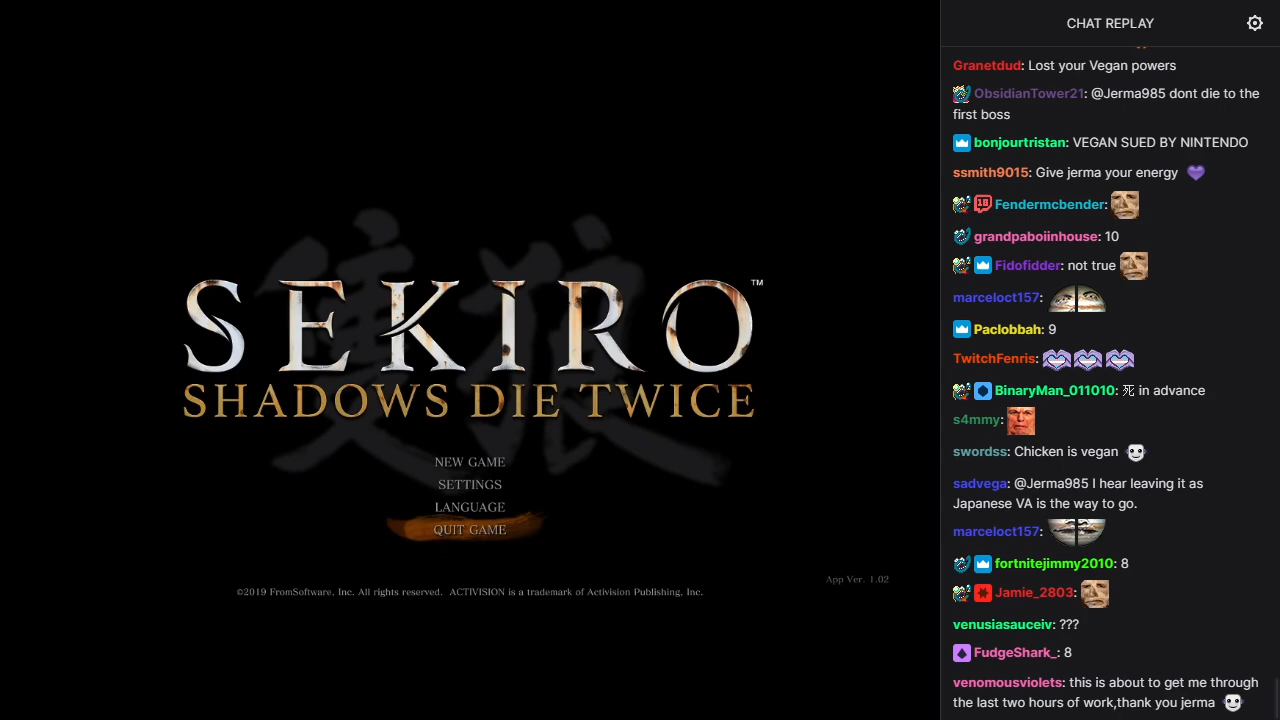 SEKIRO™
SHADOWS DIE TWICE
隻狼
NEW GAME
SETTINGS
LANGUAGE
QUIT GAME
App Ver. 1.02
©2019 FromSoftware, Inc. All rights reserved. ACTIVISION is a trademark of Activision Publishing, Inc.
CHAT REPLAY
Granetdud: Lost your Vegan powers
ObsidianTower21: @Jerma985 dont die to the
first boss
bonjourtristan: VEGAN SUED BY NINTENDO
ssmith9015: Give jerma your energy
18 Fendermcbender:
grandpaboiinhouse: 10
Fidofidder: not true
marceloct157:
Paclobbah: 9
TwitchFenris:
BinaryMan_011010: 死 in advance
s4mmy:
swordss: Chicken is vegan
sadvega: @Jerma985 I hear leaving it as
Japanese VA is the way to go.
marceloct157:
fortnitejimmy2010: 8
Jamie_2803:
venusiasauceiv: ???
FudgeShark_: 8
venomousviolets: this is about to get me through
the last two hours of work,thank you jerma